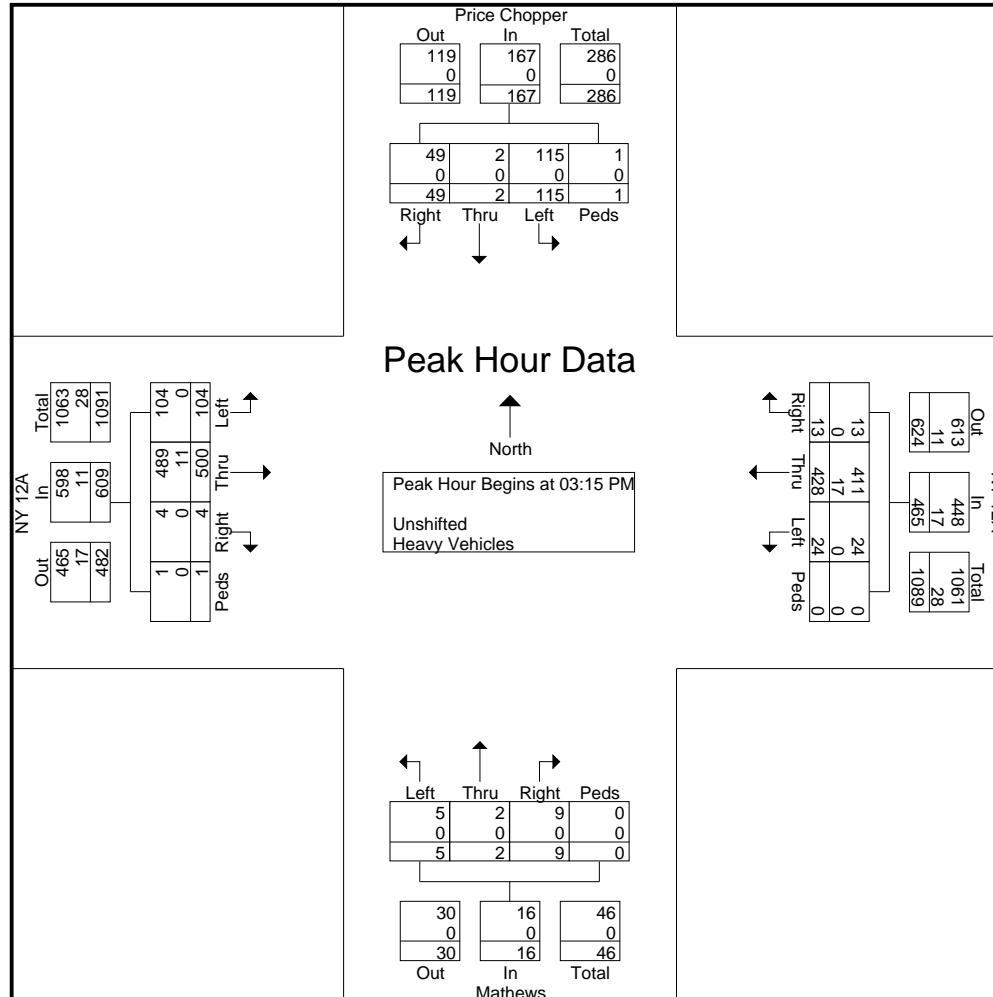 Price Chopper
Out In Total
119 167 286
0 0 0
119 167 286
49 2 115 1
0 0 0 0
49 2 115 1
Right Thru Left Peds
Peak Hour Data
North
Peak Hour Begins at 03:15 PM
Unshifted
Heavy Vehicles
NY 12A
Out In Total
465 598 1063
17 11 28
482 609 1091
1 4 489 104
0 0 11 0
1 4 500 104
Peds Right Thru Left
Out In Total
613 448 1061
11 17 28
624 465 1089
13 411 24 0
0 17 0 0
13 428 24 0
Right Thru Left Peds
Left Thru Right Peds
5 2 9 0
0 0 0 0
5 2 9 0
30 16 46
0 0 0
30 16 46
Out In Total
Mathews